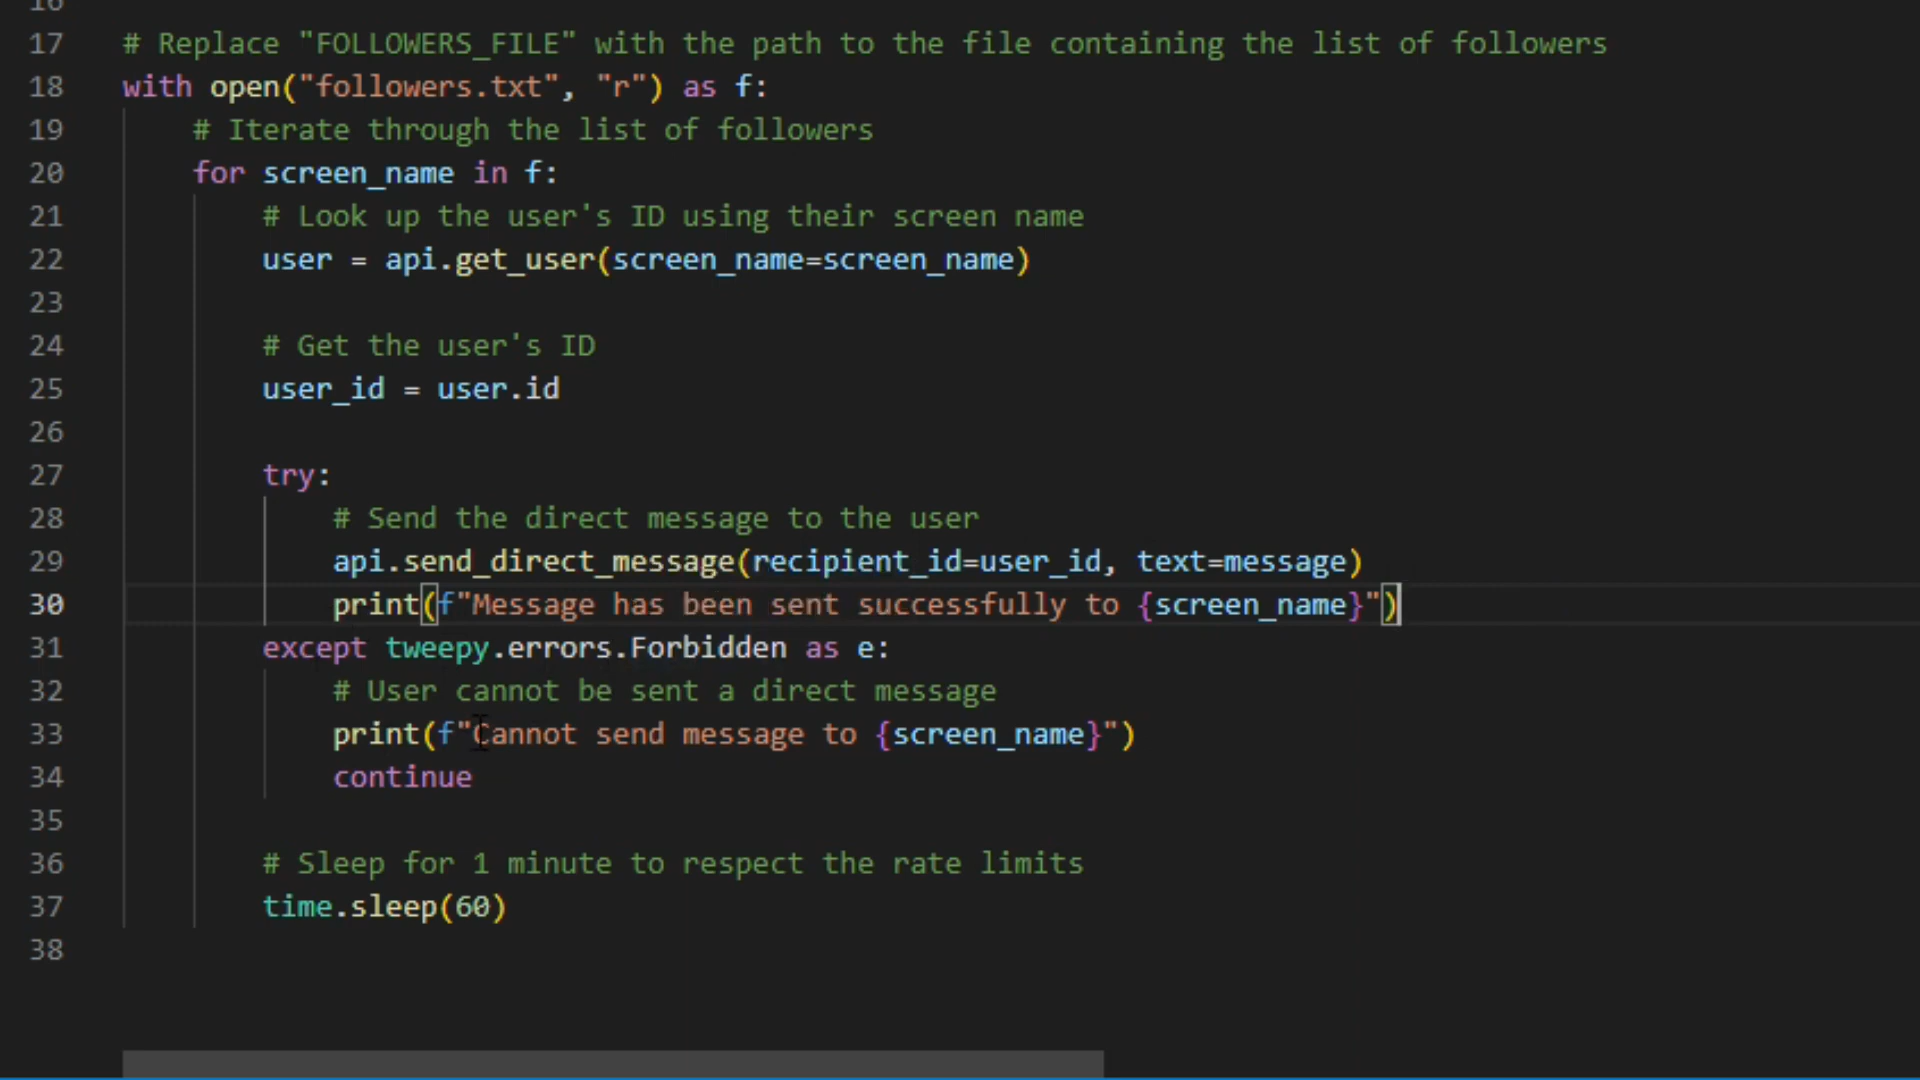 16
17 # Replace "FOLLOWERS_FILE" with the path to the file containing the list of followers
18 with open("followers.txt", "r") as f:
19 # Iterate through the list of followers
20 for screen_name in f:
21 # Look up the user's ID using their screen name
22 user = api.get_user(screen_name=screen_name)
23
24 # Get the user's ID
25 user_id = user.id
26
27 try:
28 # Send the direct message to the user
29 api.send_direct_message(recipient_id=user_id, text=message)
30 print(f"Message has been sent successfully to {screen_name}")
31 except tweepy.errors.Forbidden as e:
32 # User cannot be sent a direct message
33 print(f"Cannot send message to {screen_name}")
34 continue
35
36 # Sleep for 1 minute to respect the rate limits
37 time.sleep(60)
38